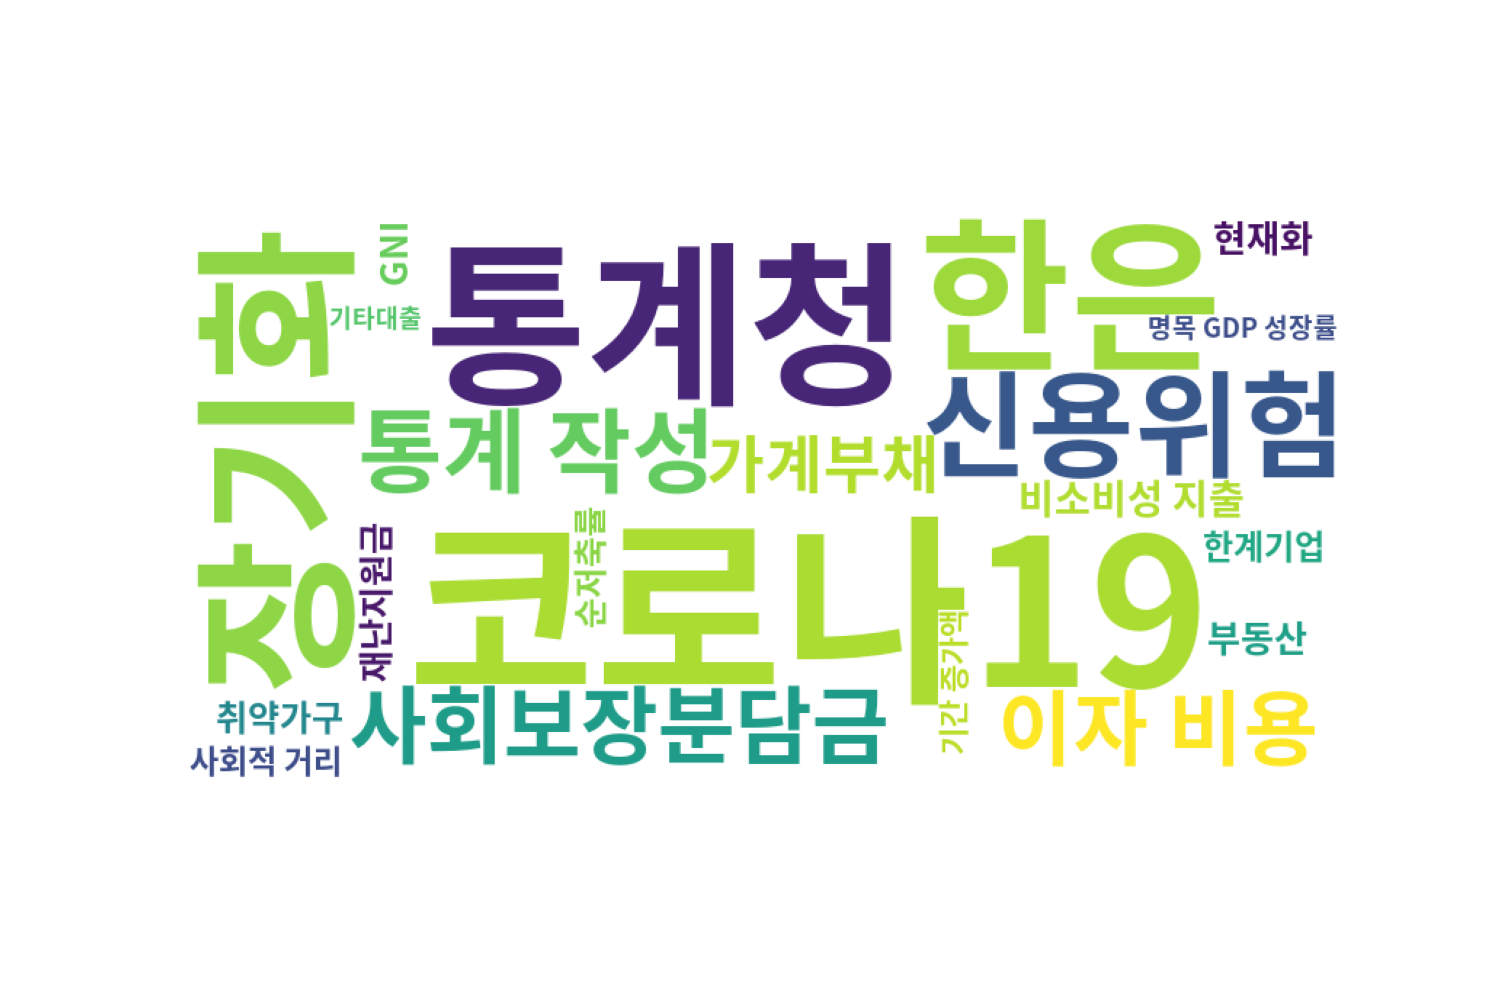 장기화
GNI
기타대출
통계청
한은
현재화
명목 GDP 성장률
신용위험
통계 작성
가계부채
비소비성 지출
재난지원금
코로나19
순저축률
한계기업
기간 증가액
부동산
취약가구
사회적 거리
사회보장분담금
이자 비용